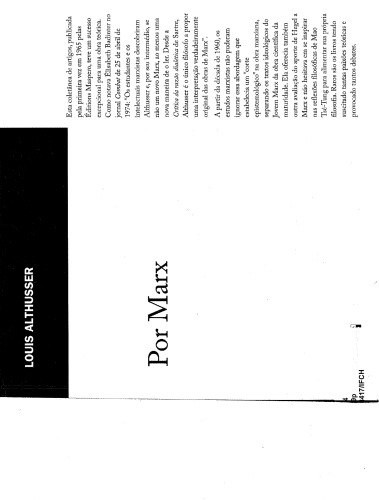 LOUIS ALTHUSSER
Por Marx
Esta coletânea de artigos, publicada
pela primeira vez em 1965 pelas
Éditions Maspero, teve um sucesso
excepcional para uma obra teórica.
Como notava Élisabeth Badinter no
jornal Combat de 25 de abril de
1974, "Os estudantes e os
intelectuais marxistas descobriram
Althusser e, por seu intermédio, se
não um novo Marx, ao menos uma
nova maneira de o ler. Desde a
Crítica da razão dialética de Sartre,
Althusser é o único filósofo a propor
uma interpretação verdadeiramente
original das obras de Marx".
A partir da década de 1960, os
estudos marxistas não puderam
ignorar essa abordagem que
estabelecia um "corte
epistemológico" na obra marxiana,
separando os textos ideológicos do
Jovem Marx da obra científica da
maturidade. Ela oferecia também
outra avaliação do aporte de Hegel a
Marx e não hesitava em se inspirar
nas reflexões filosóficas de Mao
Tsé-Tung para alimentar sua própria
filosofia. Raros são os livros tendo
suscitado tantas paixões teóricas e
provocado tantos debates.
417/IFCH